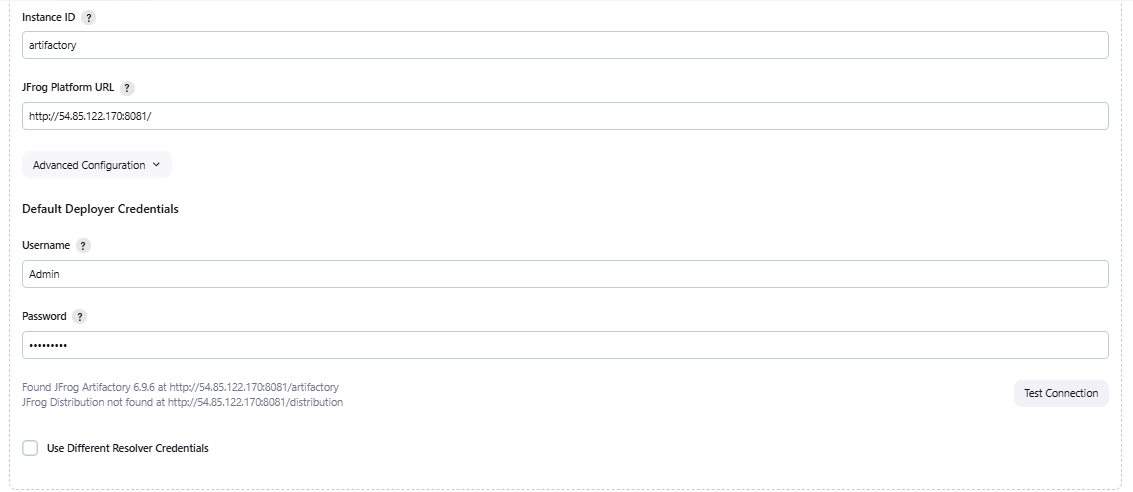 Instance ID ?
artifactory
JFrog Platform URL ?
http://54.85.122.170:8081/
Advanced Configuration
Default Deployer Credentials
Username ?
Admin
Password ?
•••••••••
Found JFrog Artifactory 6.9.6 at http://54.85.122.170:8081/artifactory
JFrog Distribution not found at http://54.85.122.170:8081/distribution
Test Connection
Use Different Resolver Credentials